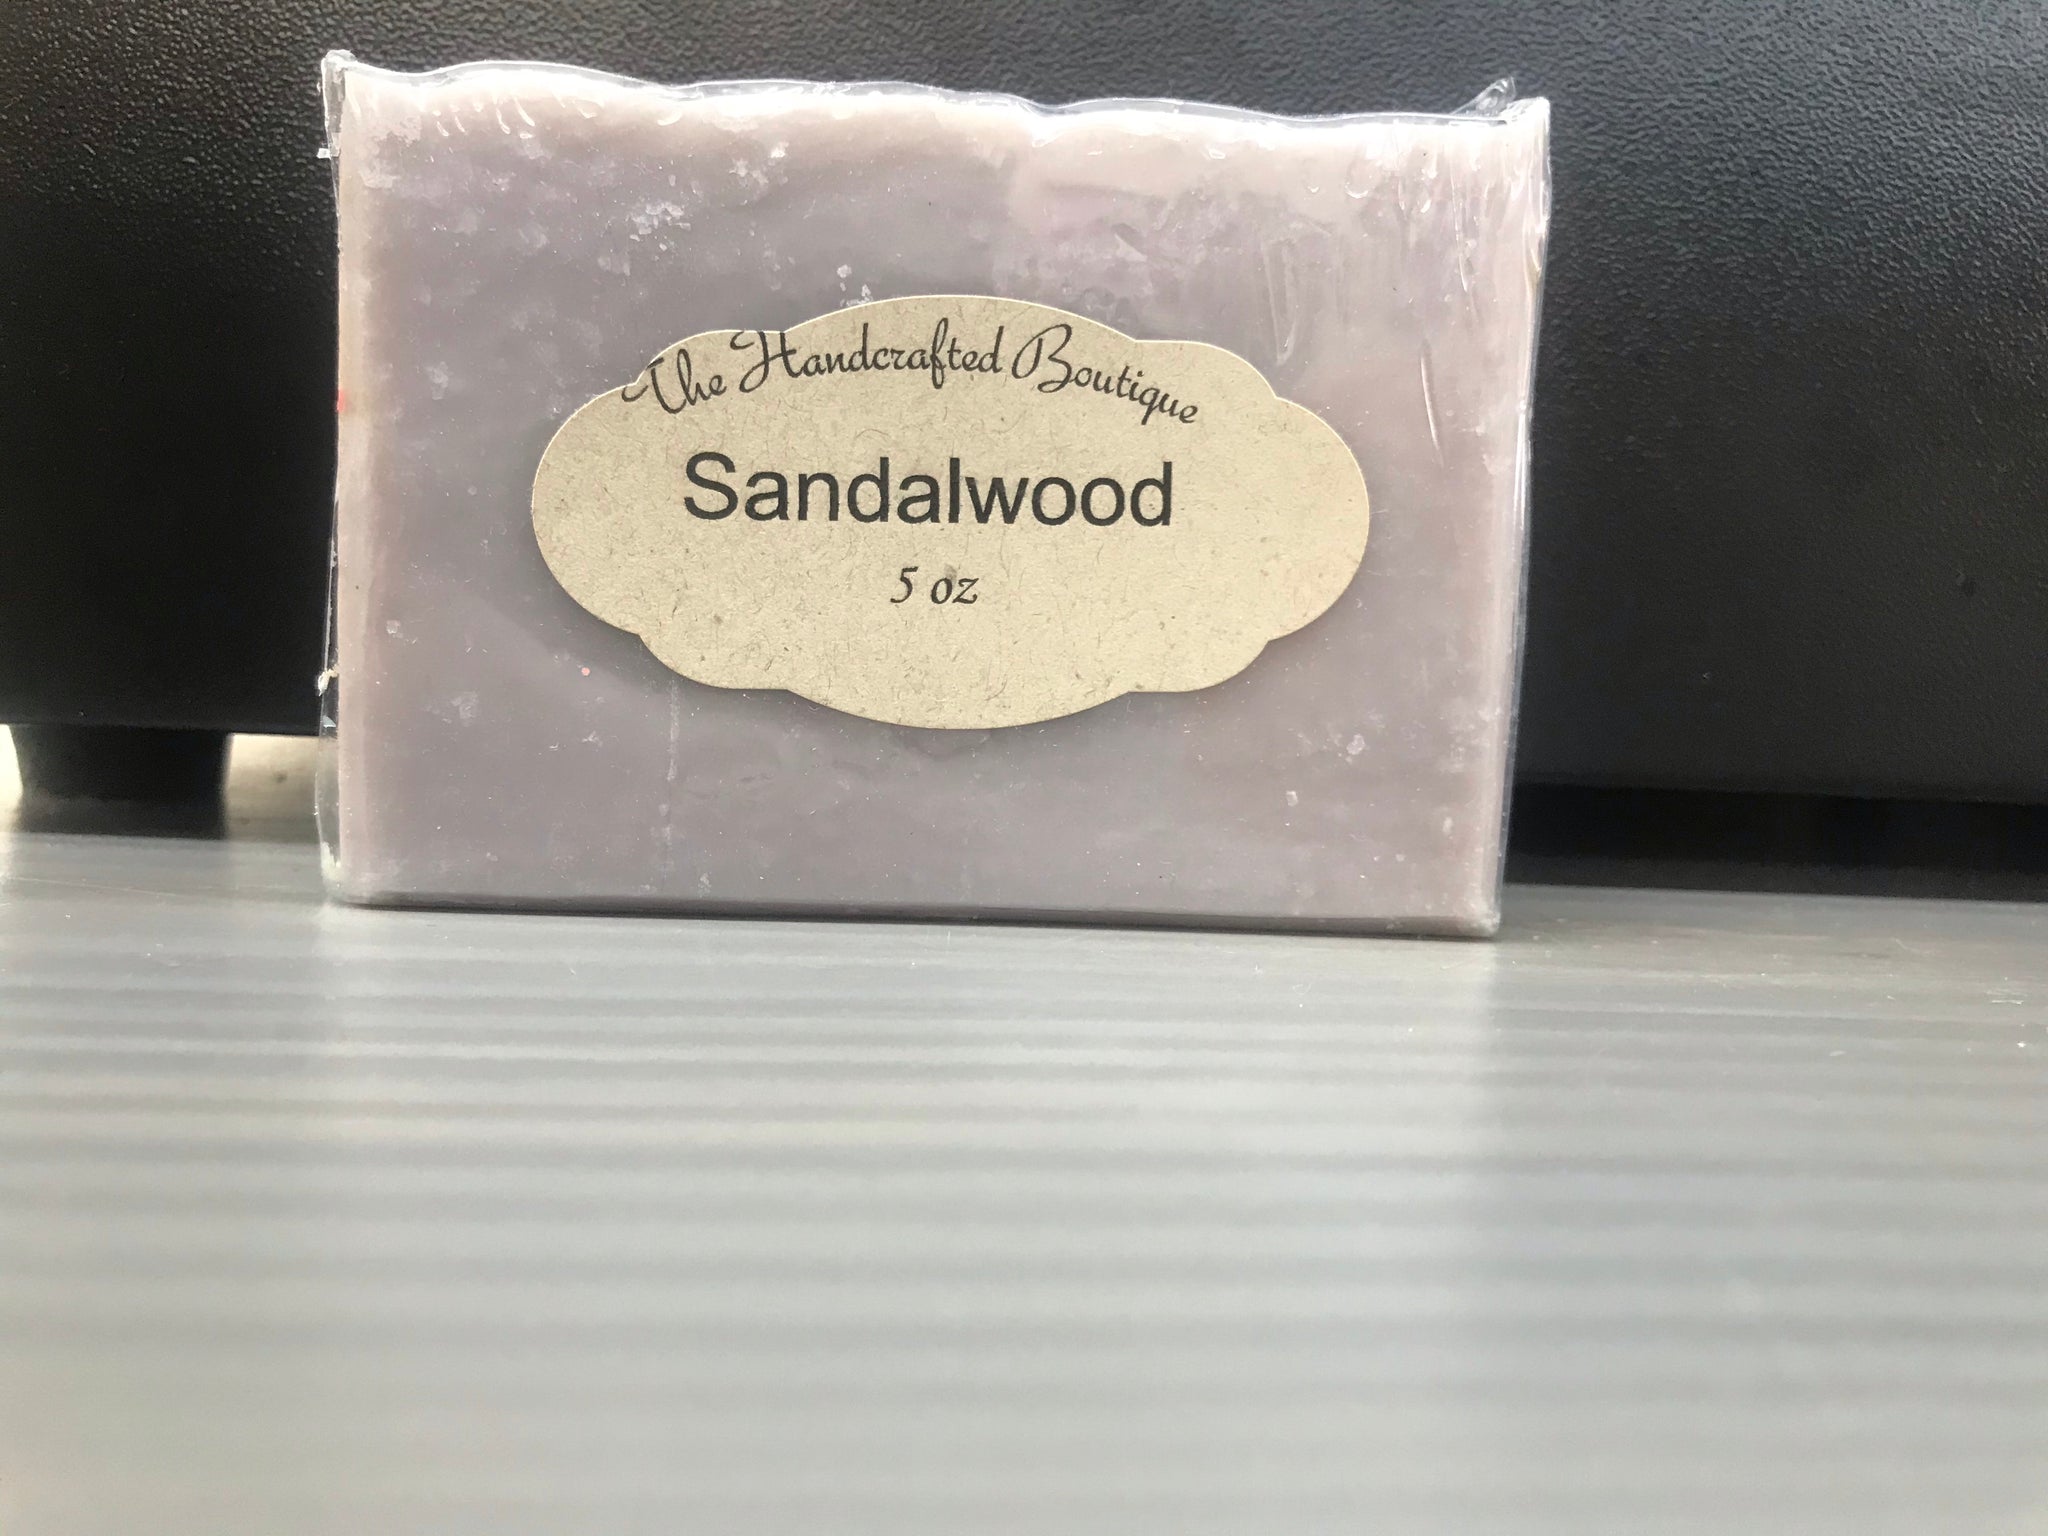 The Handcrafted Boutique
Sandalwood
5 oz